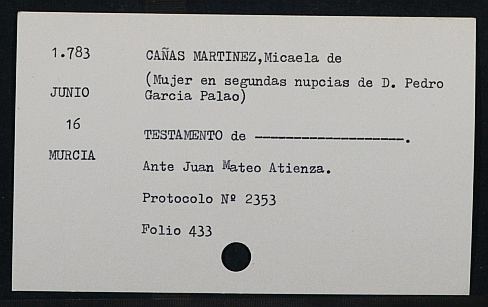 1.783
JUNIO
16
MURCIA
CAÑAS MARTINEZ,Micaela de
(Mujer en segundas nupcias de D. Pedro
Garcia Palao)
TESTAMENTO de ———————————————————.
Ante Juan Mateo Atienza.
Protocolo Nº 2353
Folio 433